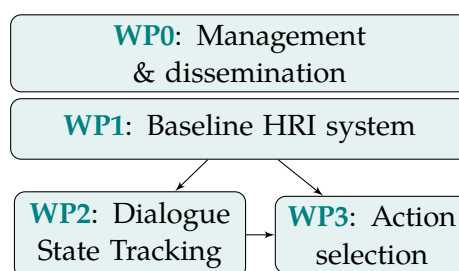 WP0: Management
& dissemination
WP1: Baseline HRI system
WP2: Dialogue
State Tracking
WP3: Action
selection